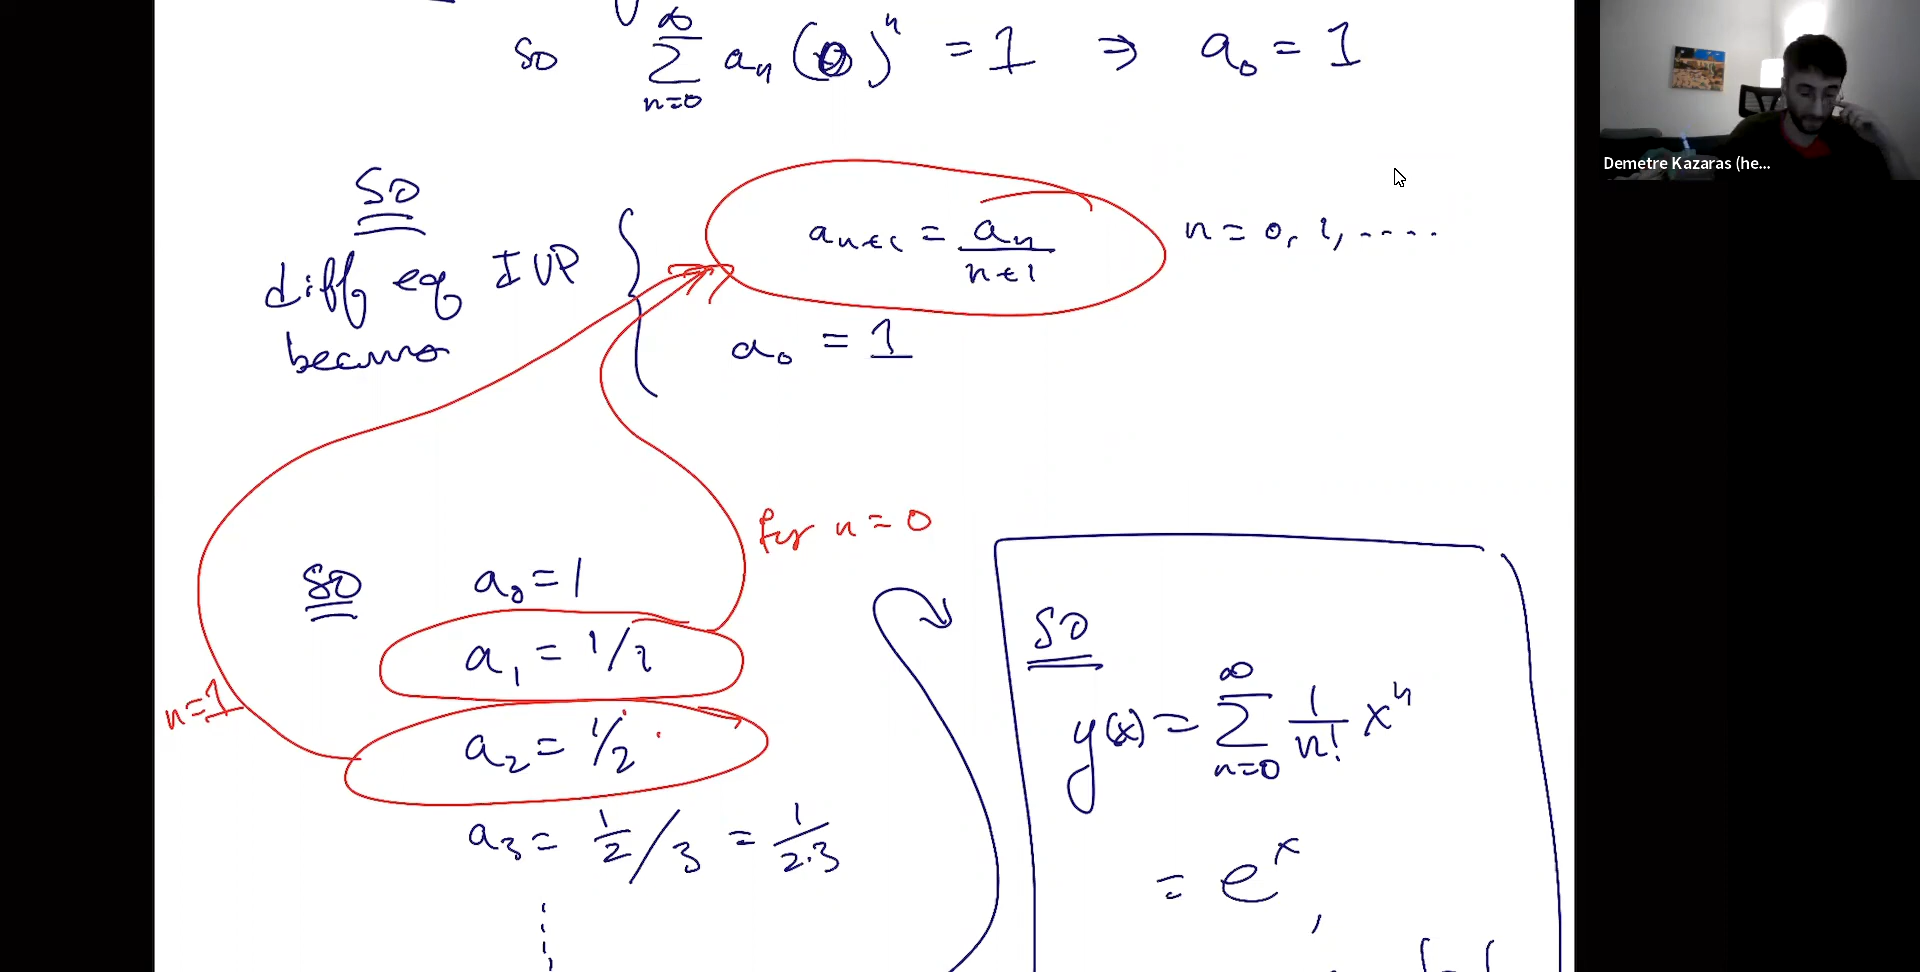 so ∑_{n=0}^{∞} a_n (0)^n = 1 ⇒ a_0 = 1
Demetre Kazaras (he...
so
diff eq IVP
becomes
a_{n+1} = a_n / n+1   n = 0, 1, ....
a_0 = 1
for n = 0
so a_0 = 1
a_1 = 1/2
n=1
a_2 = 1/2
a_3 = 1/2 / 3 = 1/2·3
so
y(x) = ∑_{n=0}^{∞} 1/n! x^n
= e^x,